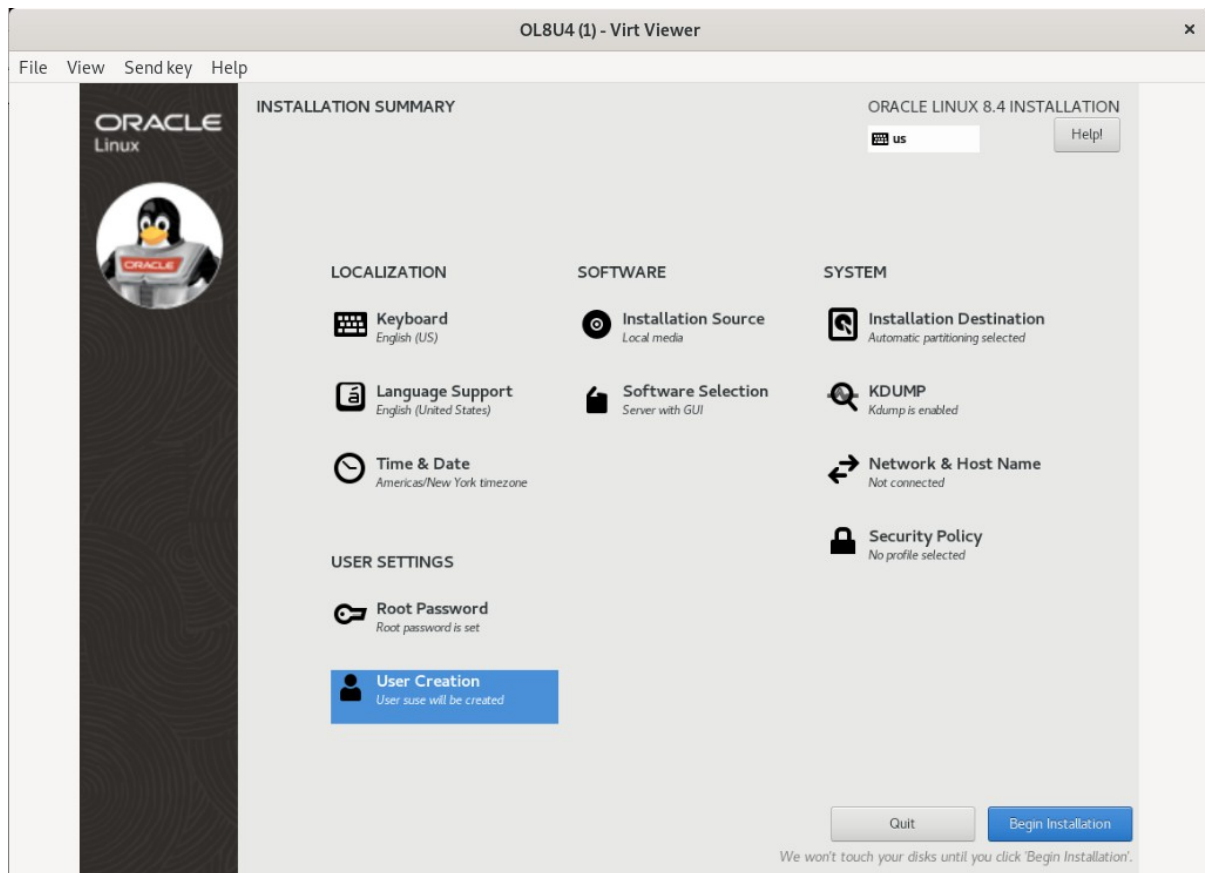 OL8U4 (1) - Virt Viewer
×
File View Send key Help
ORACLE
Linux
ORACLE
INSTALLATION SUMMARY
ORACLE LINUX 8.4 INSTALLATION
us
Help!
LOCALIZATION
Keyboard
English (US)
Language Support
English (United States)
Time & Date
Americas/New York timezone
SOFTWARE
Installation Source
Local media
Software Selection
Server with GUI
SYSTEM
Installation Destination
Automatic partitioning selected
KDUMP
Kdump is enabled
Network & Host Name
Not connected
Security Policy
No profile selected
USER SETTINGS
Root Password
Root password is set
User Creation
User suse will be created
Quit
Begin Installation
We won't touch your disks until you click 'Begin Installation'.